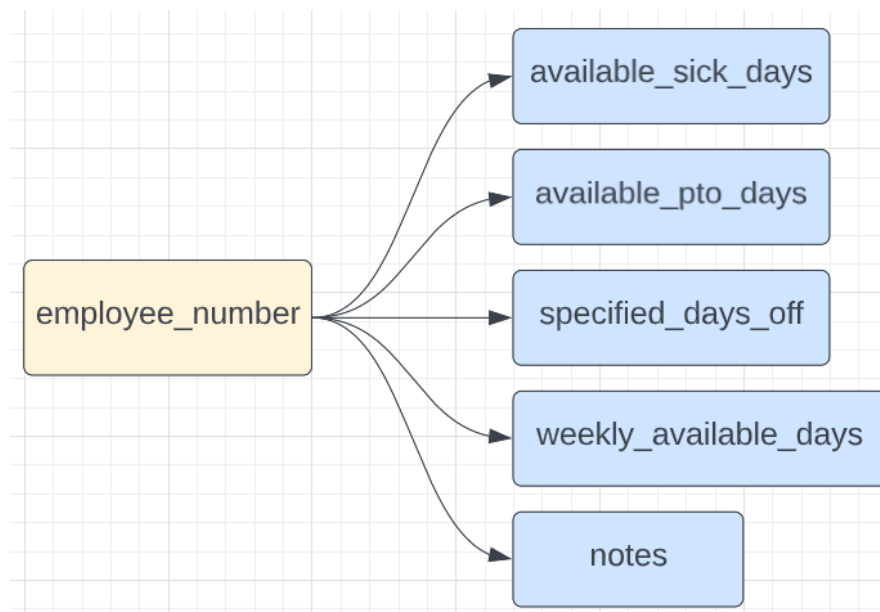 available_sick_days
available_pto_days
employee_number
specified_days_off
weekly_available_days
notes